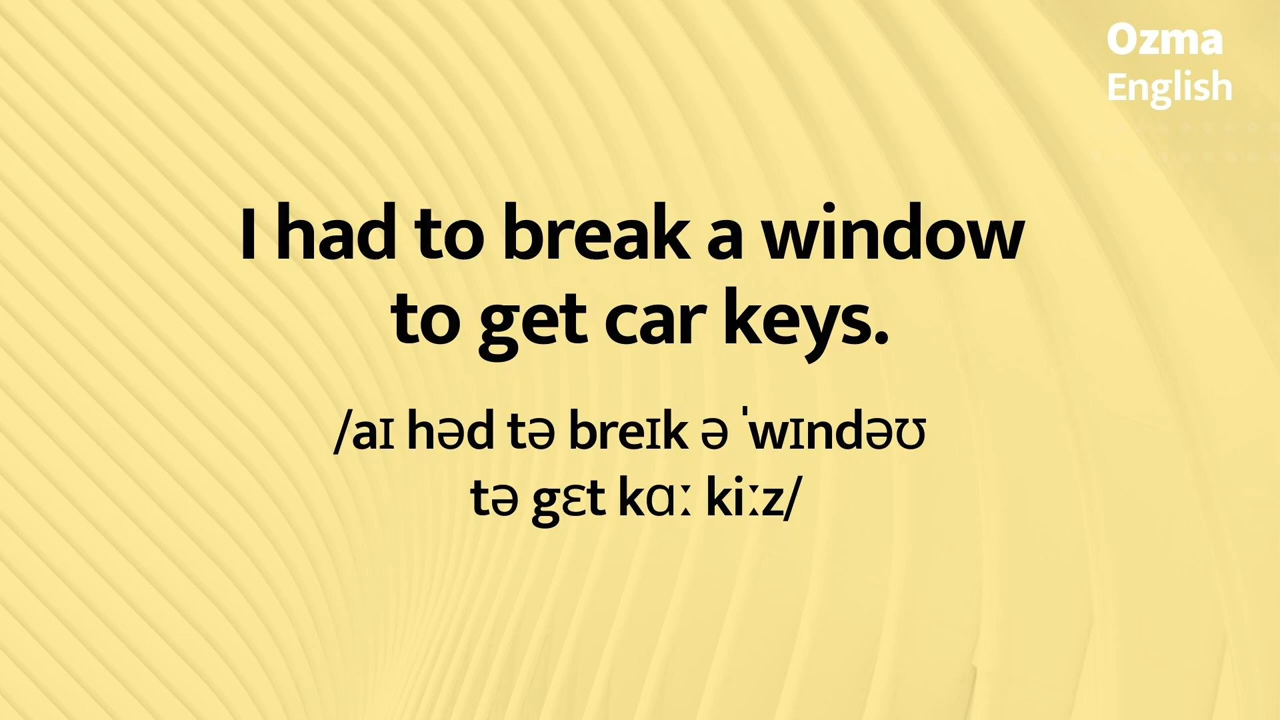 Ozma
English
I had to break a window
to get car keys.
/aɪ həd tə breɪk ə ˈwɪndəʊ
tə gɛt kɑː kiːz/